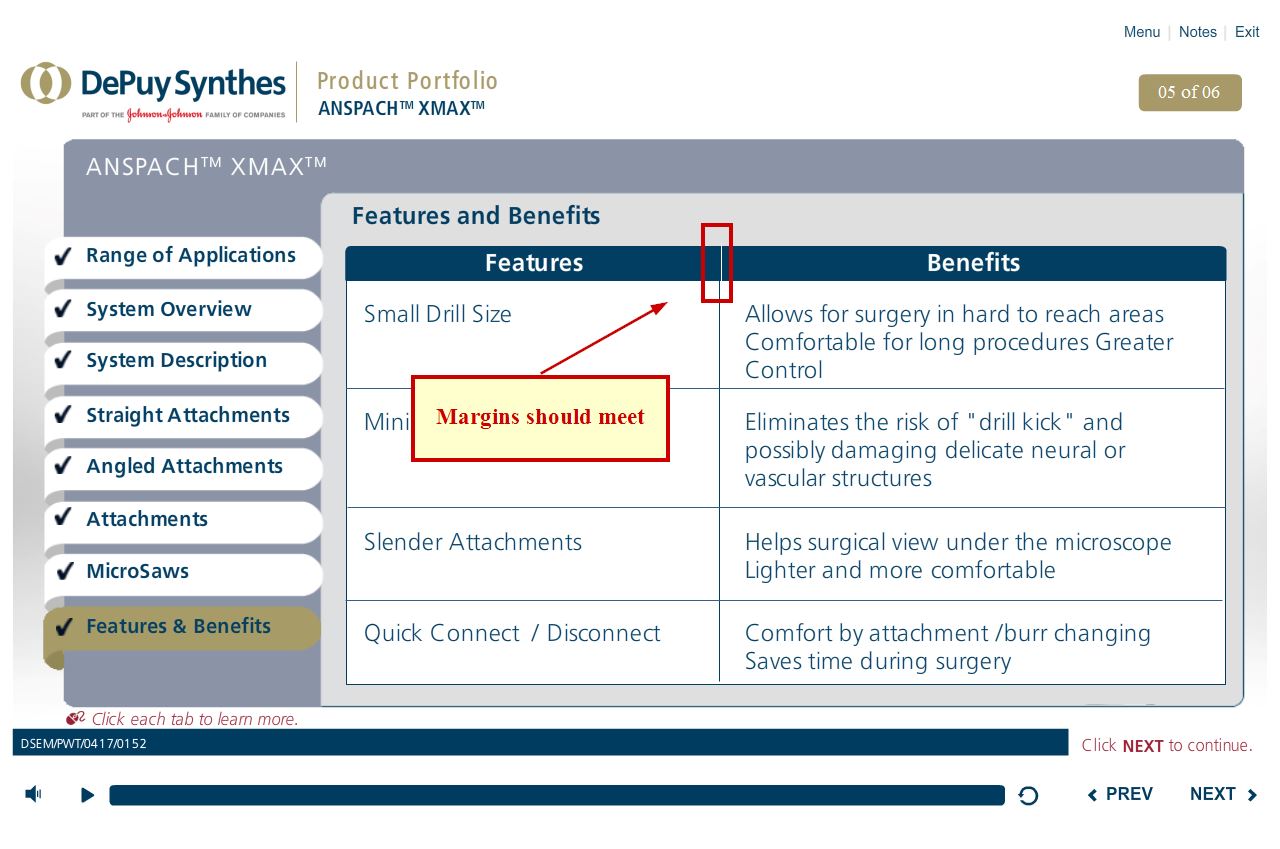 Menu | Notes | Exit
DePuy Synthes
PART OF THE Johnson & Johnson FAMILY OF COMPANIES
Product Portfolio
ANSPACH™ XMAX™
05 of 06
ANSPACH™ XMAX™
Range of Applications
System Overview
System Description
Straight Attachments
Angled Attachments
Attachments
MicroSaws
Features & Benefits
Features and Benefits
Features
Benefits
Small Drill Size
Allows for surgery in hard to reach areas
Comfortable for long procedures Greater
Control
Margins should meet
Mini
Eliminates the risk of "drill kick" and
possibly damaging delicate neural or
vascular structures
Slender Attachments
Helps surgical view under the microscope
Lighter and more comfortable
Quick Connect / Disconnect
Comfort by attachment /burr changing
Saves time during surgery
Click each tab to learn more.
DSEM/PWT/0417/0152
Click NEXT to continue.
PREV
NEXT